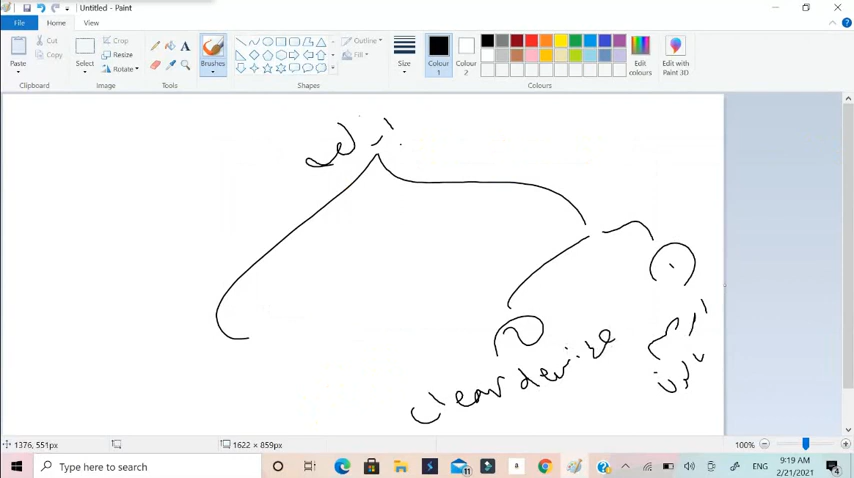 Untitled - Paint
File
Home
View
Paste
Cut
Copy
Clipboard
Select
Crop
Resize
Rotate
Image
Tools
Brushes
Shapes
Outline
Fill
Size
Colour
1
Colour
2
Edit
colours
Edit with
Paint 3D
Colours
clear
1376, 551px
1622 × 859px
100%
Type here to search
11
a
ENG
9:19 AM
2/21/2021
4